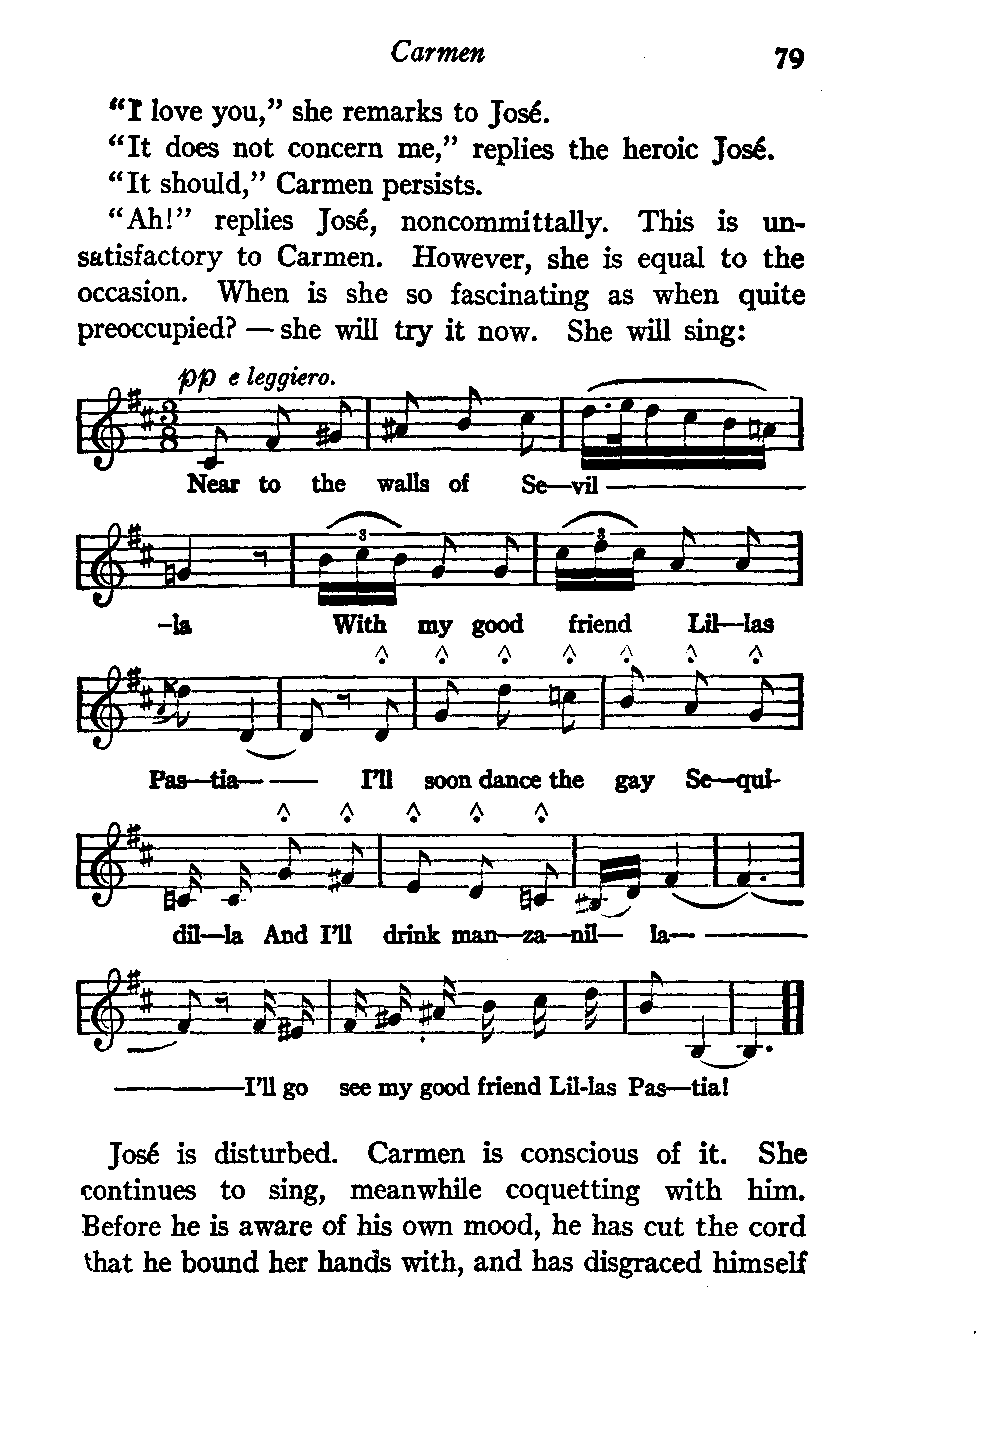 Carmen 79
"I love you," she remarks to José.
"It does not concern me," replies the heroic José.
"It should," Carmen persists.
"Ah!" replies José, noncommittally. This is un-
satisfactory to Carmen. However, she is equal to the
occasion. When is she so fascinating as when quite
preoccupied? — she will try it now. She will sing:
pp e leggiero.
3
8
Near to the walls of Se—vil
3 3
-la With my good friend Lil—las
Pas—tia— — I'll soon dance the gay Se—qui-
dil—la And I'll drink man—za—nil— la— —
—I'll go see my good friend Lil-las Pas—tia!
José is disturbed. Carmen is conscious of it. She
continues to sing, meanwhile coquetting with him.
Before he is aware of his own mood, he has cut the cord
that he bound her hands with, and has disgraced himself